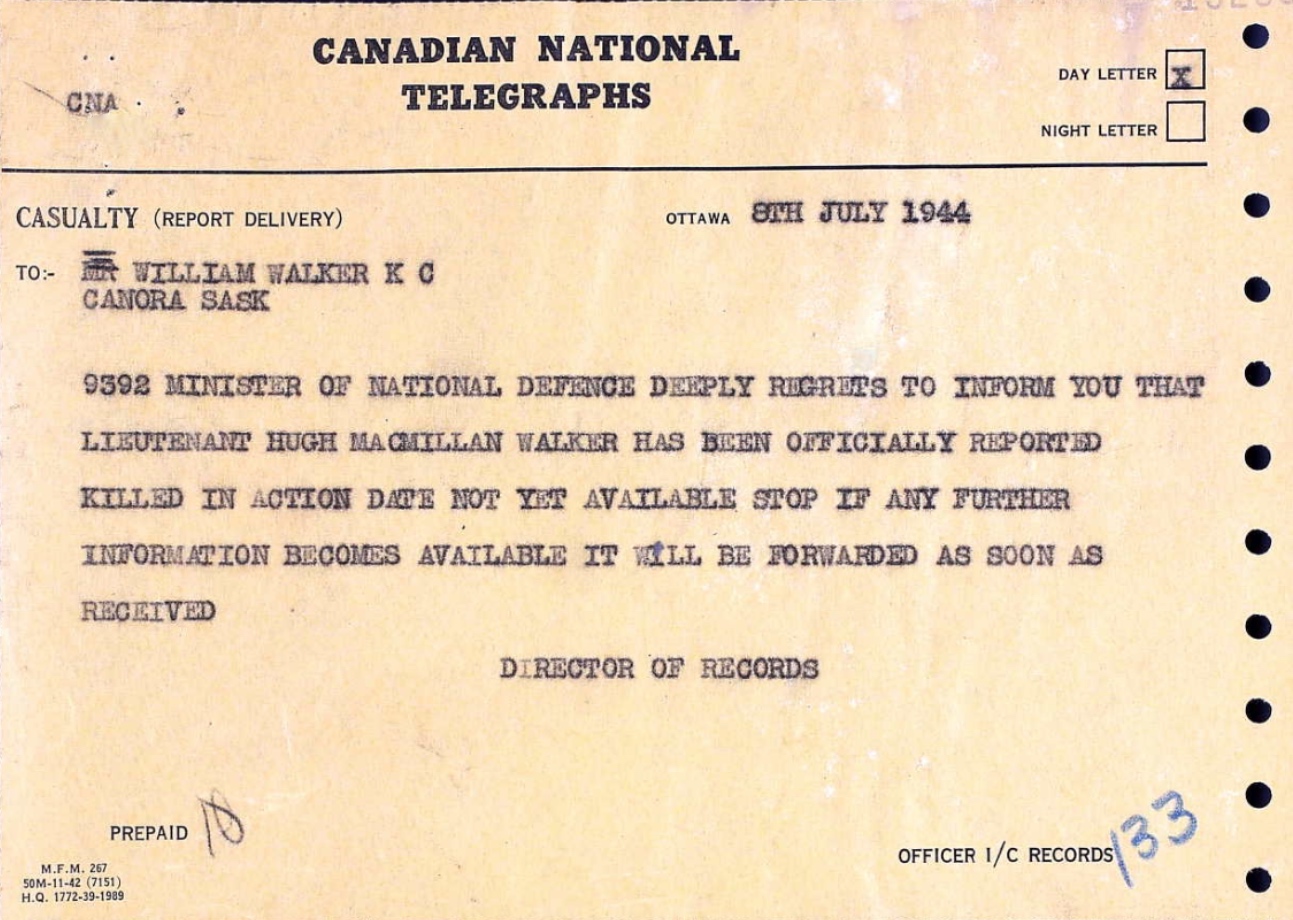 CANADIAN NATIONAL
TELEGRAPHS
CNA
DAY LETTER X
NIGHT LETTER
CASUALTY (REPORT DELIVERY)
OTTAWA 8TH JULY 1944
TO:- MR WILLIAM WALKER K C
CANORA SASK
9392 MINISTER OF NATIONAL DEFENCE DEEPLY REGRETS TO INFORM YOU THAT
LIEUTENANT HUGH MACMILLAN WALKER HAS BEEN OFFICIALLY REPORTED
KILLED IN ACTION DATE NOT YET AVAILABLE STOP IF ANY FURTHER
INFORMATION BECOMES AVAILABLE IT WILL BE FORWARDED AS SOON AS
RECEIVED
DIRECTOR OF RECORDS
PREPAID
OFFICER I/C RECORDS 133
M.F.M. 267
50M-11-42 (7151)
H.Q. 1772-39-1989